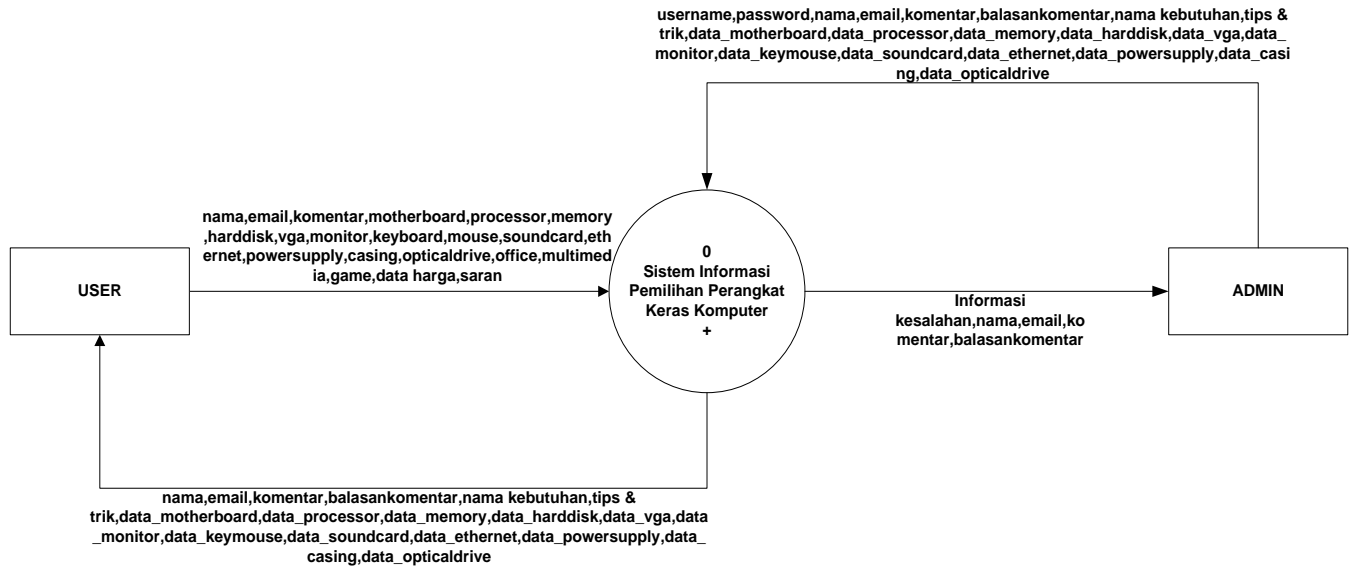 username,password,nama,email,komentar,balasankomentar,nama kebutuhan,tips &
trik,data_motherboard,data_processor,data_memory,data_harddisk,data_vga,data_
monitor,data_keymouse,data_soundcard,data_ethernet,data_powersupply,data_casi
ng,data_opticaldrive
nama,email,komentar,motherboard,processor,memory
,harddisk,vga,monitor,keyboard,mouse,soundcard,eth
ernet,powersupply,casing,opticaldrive,office,multimed
ia,game,data harga,saran
USER
0
Sistem Informasi
Pemilihan Perangkat
Keras Komputer
+
Informasi
kesalahan,nama,email,ko
mentar,balasankomentar
ADMIN
nama,email,komentar,balasankomentar,nama kebutuhan,tips &
trik,data_motherboard,data_processor,data_memory,data_harddisk,data_vga,data
_monitor,data_keymouse,data_soundcard,data_ethernet,data_powersupply,data_
casing,data_opticaldrive